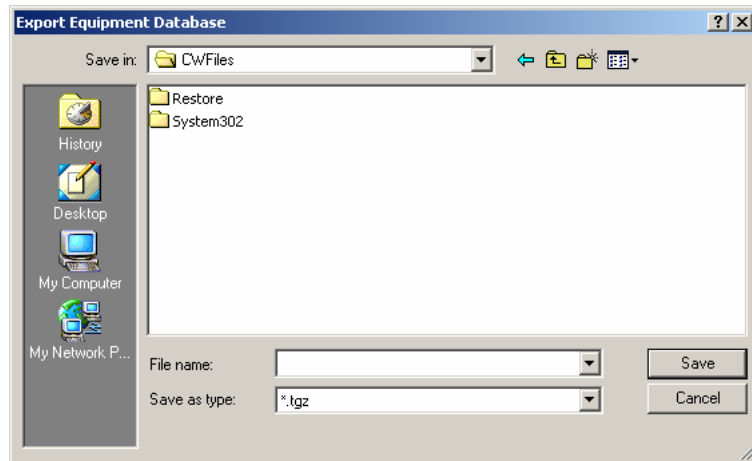 Export Equipment Database
Save in: CWFiles
Restore
System302
History
Desktop
My Computer
My Network P...
File name:
Save
Save as type: *.tgz
Cancel